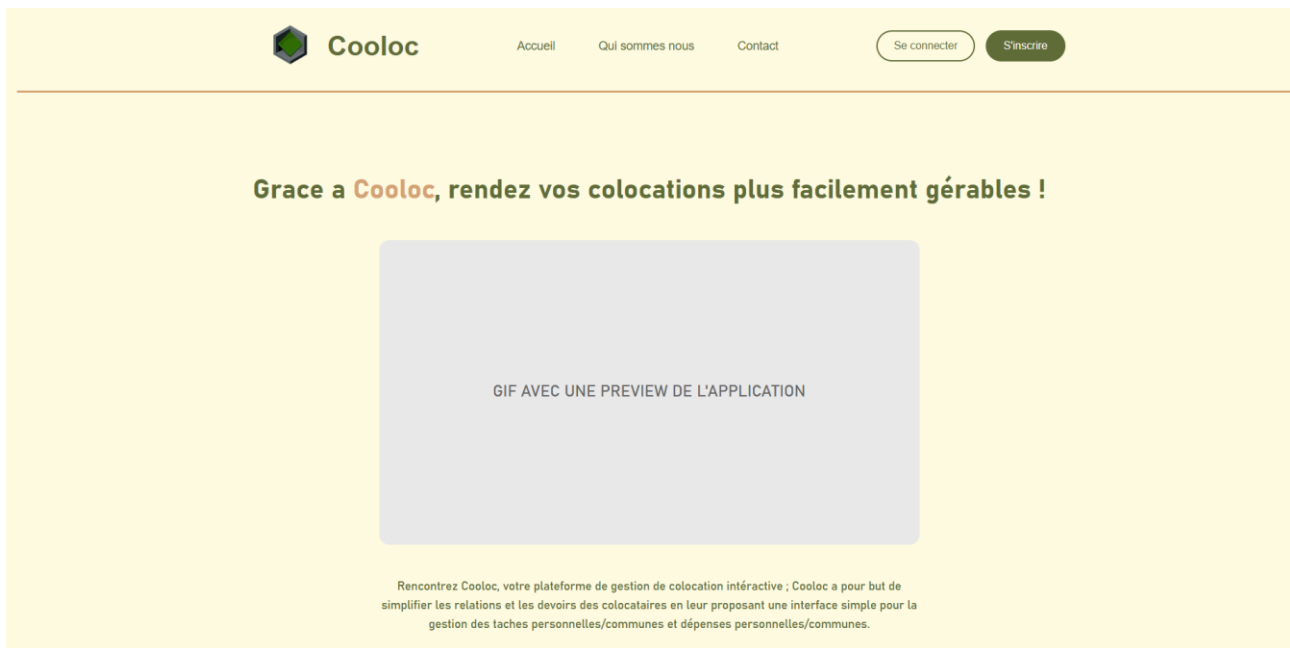 Cooloc
Accueil
Qui sommes nous
Contact
Se connecter
S'inscrire
Grace a Cooloc, rendez vos colocations plus facilement gérables !
GIF AVEC UNE PREVIEW DE L'APPLICATION
Rencontrez Cooloc, votre plateforme de gestion de colocation intéractive ; Cooloc a pour but de
simplifier les relations et les devoirs des colocataires en leur proposant une interface simple pour la
gestion des taches personnelles/communes et dépenses personnelles/communes.